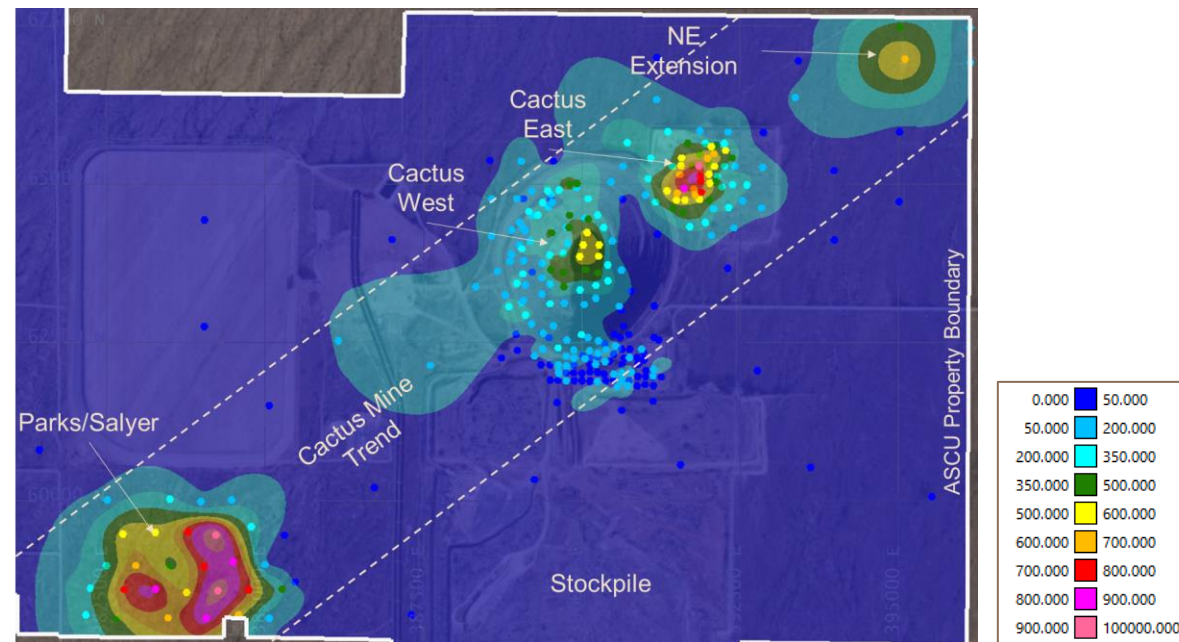 NE
Extension
Cactus
East
Cactus
West
Parks/Salyer
Cactus Mine
Trend
Stockpile
ASCU Property Boundary
0.000 50.000
50.000 200.000
200.000 350.000
350.000 500.000
500.000 600.000
600.000 700.000
700.000 800.000
800.000 900.000
900.000 100000.000